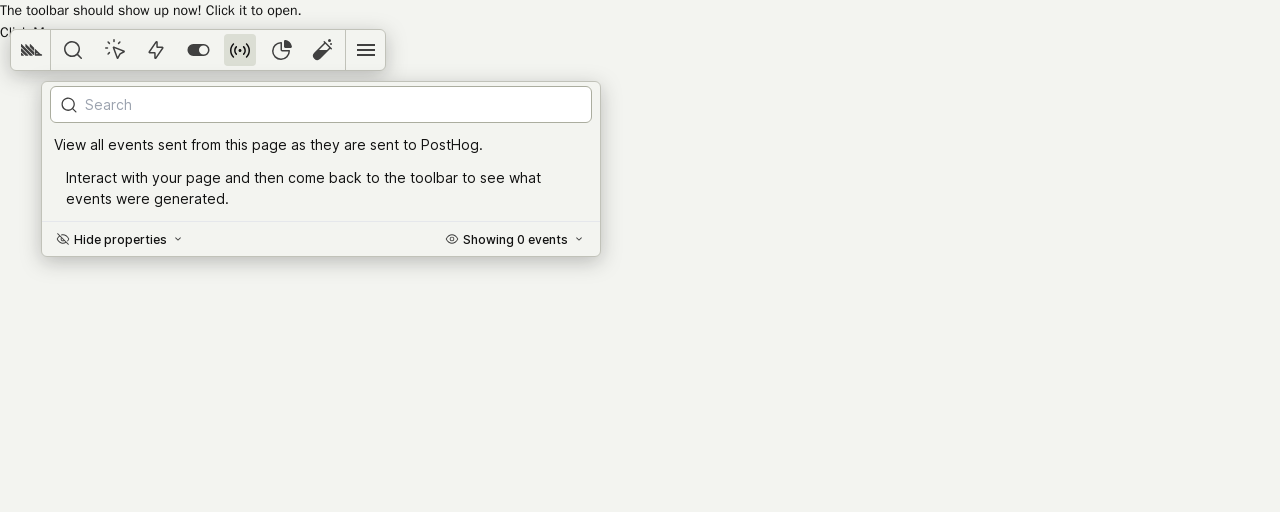 The toolbar should show up now! Click it to open.
Search
View all events sent from this page as they are sent to PostHog.
Interact with your page and then come back to the toolbar to see what
events were generated.
Hide properties
Showing 0 events